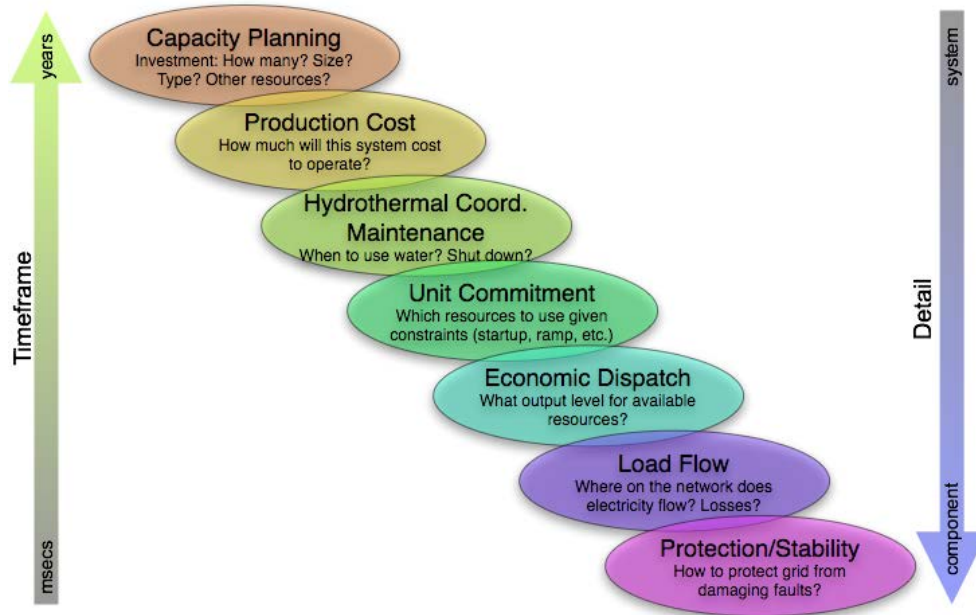 years
Timeframe
msecs
Capacity Planning
Investment: How many? Size?
Type? Other resources?
Production Cost
How much will this system cost
to operate?
Hydrothermal Coord.
Maintenance
When to use water? Shut down?
Unit Commitment
Which resources to use given
constraints (startup, ramp, etc.)
Economic Dispatch
What output level for available
resources?
Load Flow
Where on the network does
electricity flow? Losses?
Protection/Stability
How to protect grid from
damaging faults?
system
Detail
component